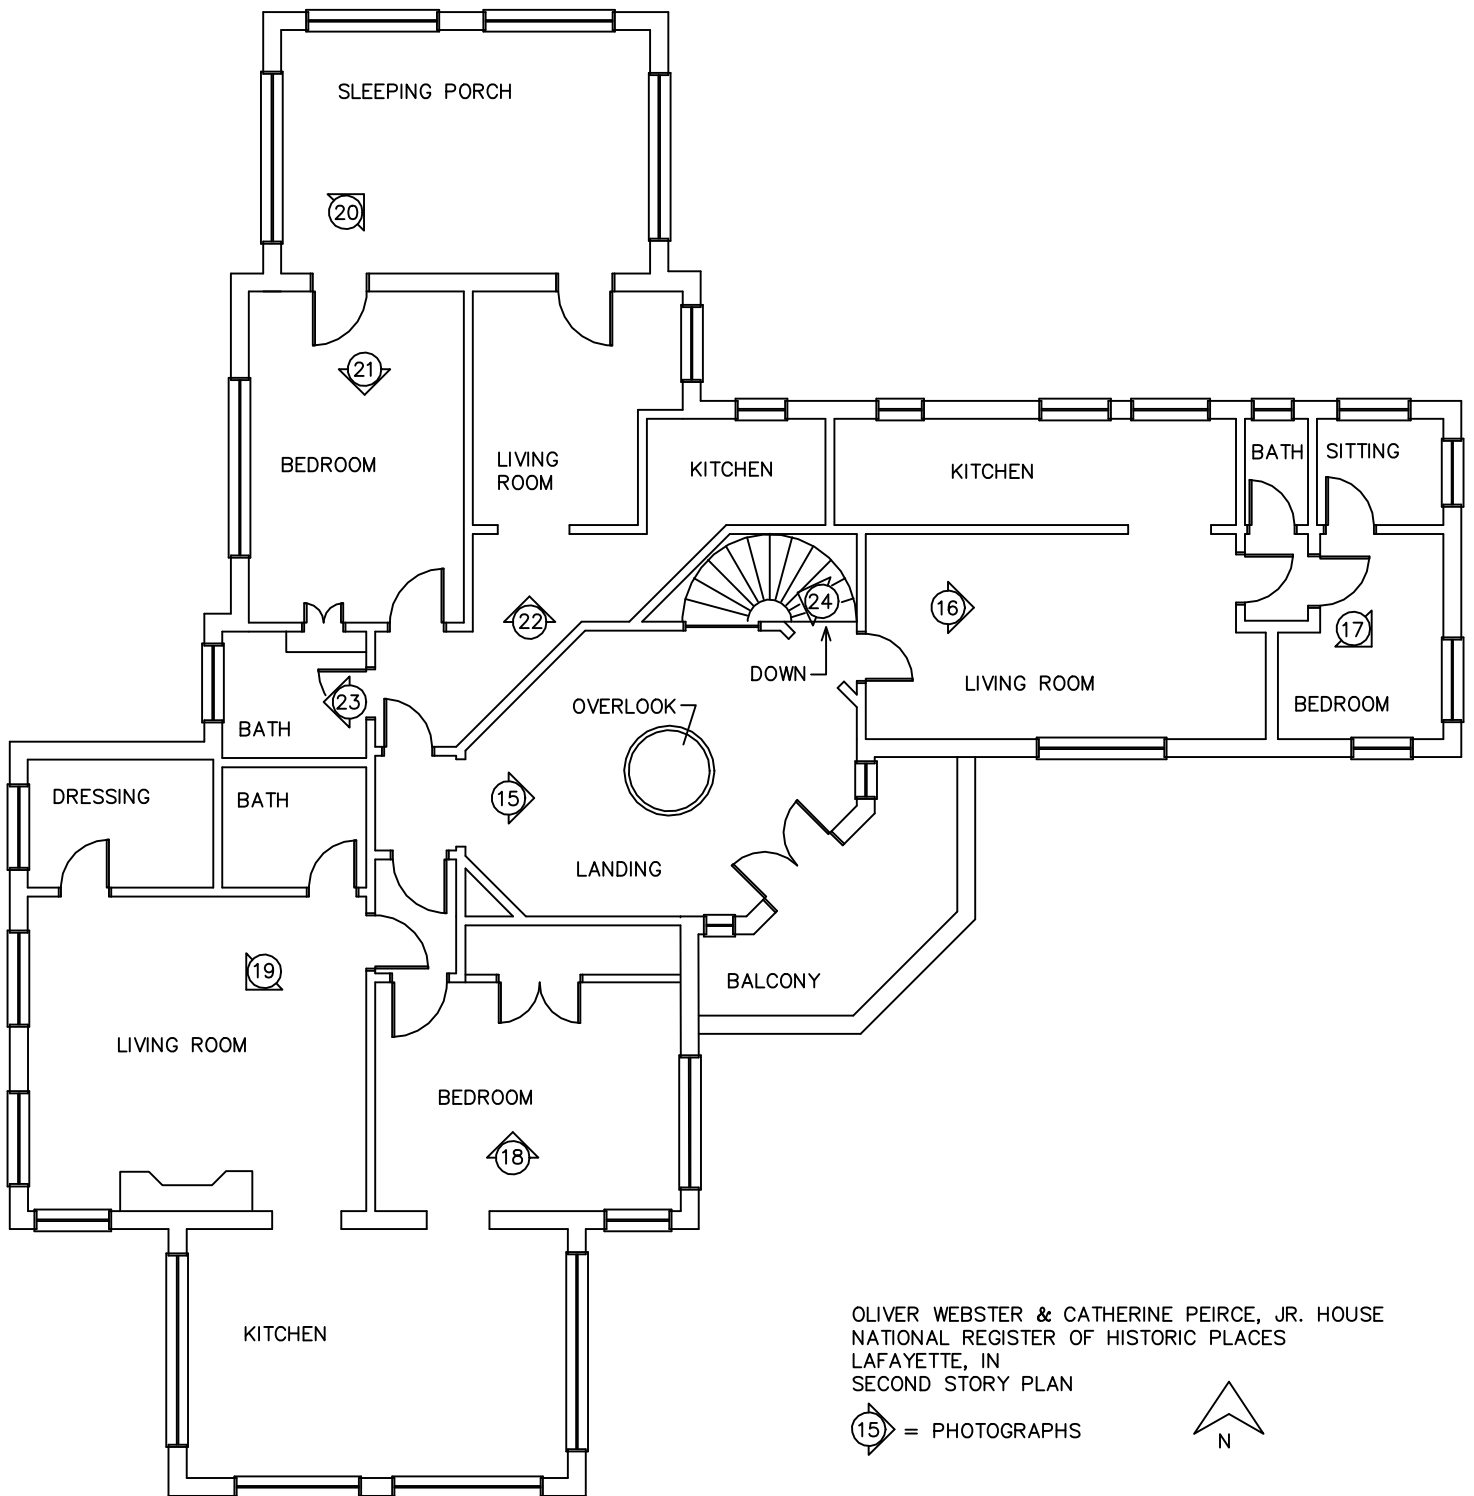 SLEEPING PORCH
20
21
BEDROOM
LIVING
ROOM
KITCHEN
KITCHEN
BATH
SITTING
22
24
16
17
DOWN
LIVING ROOM
BEDROOM
23
BATH
OVERLOOK
DRESSING
BATH
15
LANDING
19
BALCONY
LIVING ROOM
BEDROOM
18
KITCHEN
OLIVER WEBSTER & CATHERINE PEIRCE, JR. HOUSE
NATIONAL REGISTER OF HISTORIC PLACES
LAFAYETTE, IN
SECOND STORY PLAN
15 = PHOTOGRAPHS
N